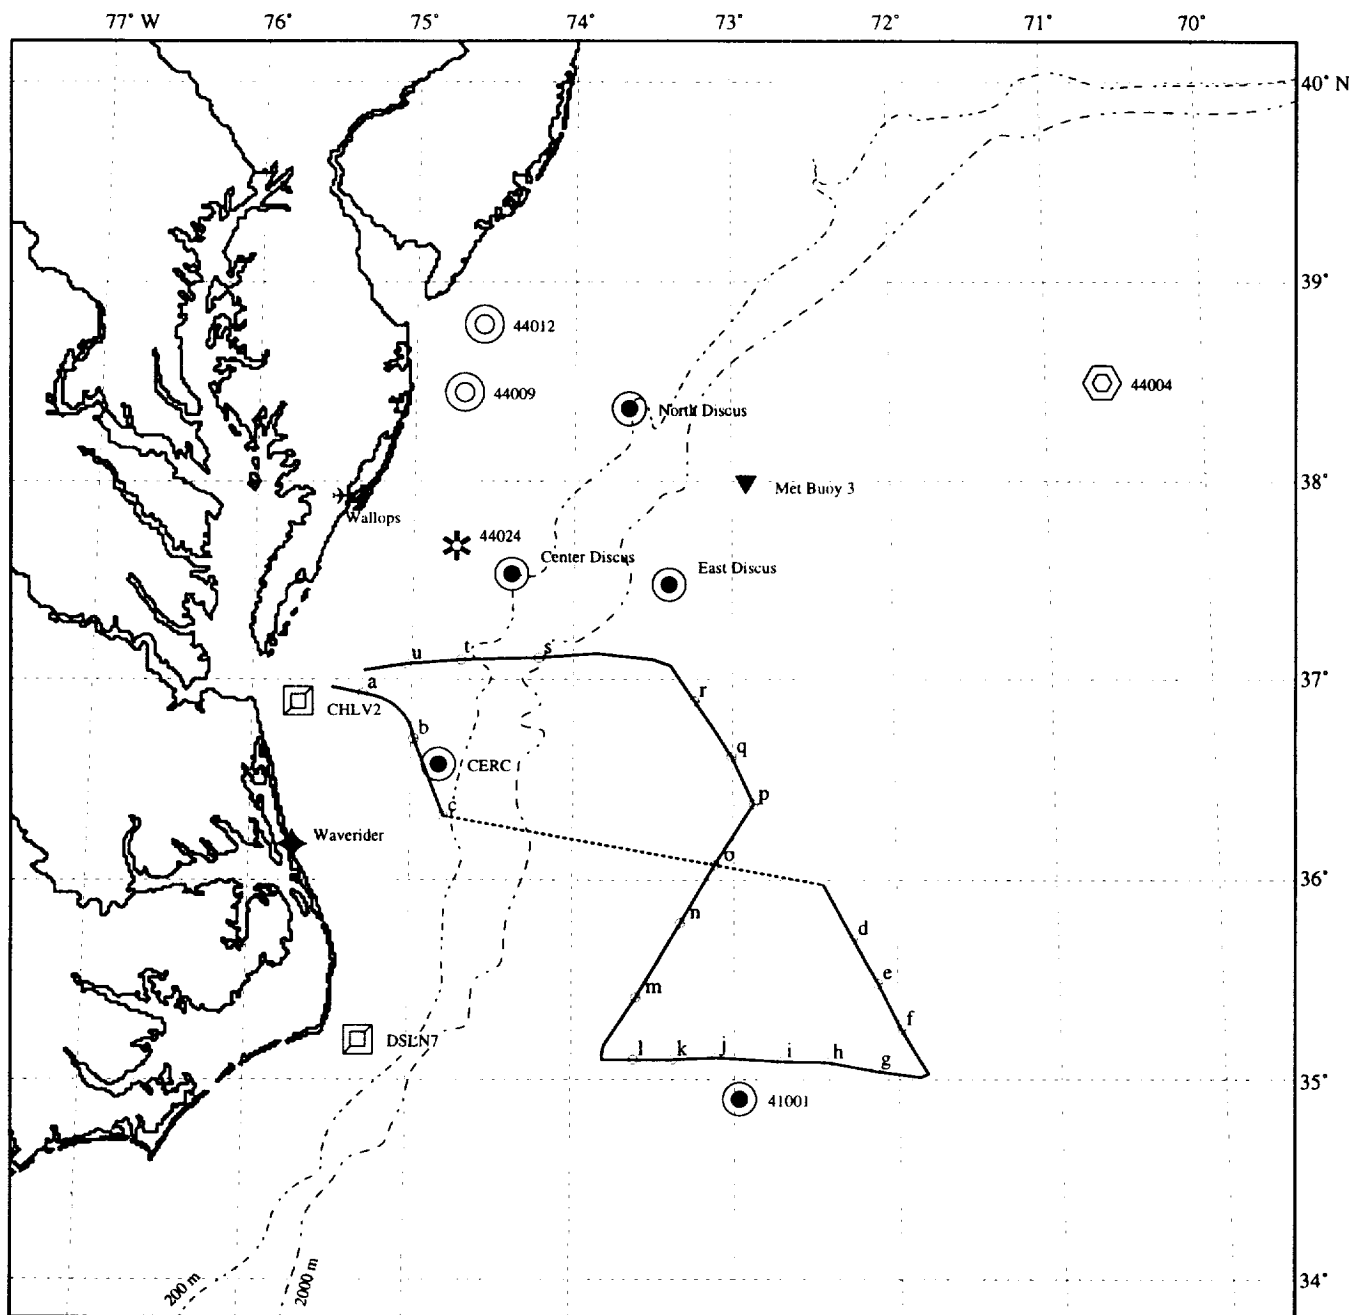 77° W 76° 75° 74° 73° 72° 71° 70°
40° N
39°
44012
44004
44009
North Discus
38°
Met Buoy 3
Wallops
44024
Center Discus
East Discus
u t s
37°
a
r
CHLV2
b
q
CERC
p
c
Waverider
o
36°
n
d
e
m
f
DSLN7
l k j i h g
35°
41001
200 m
2000 m
34°